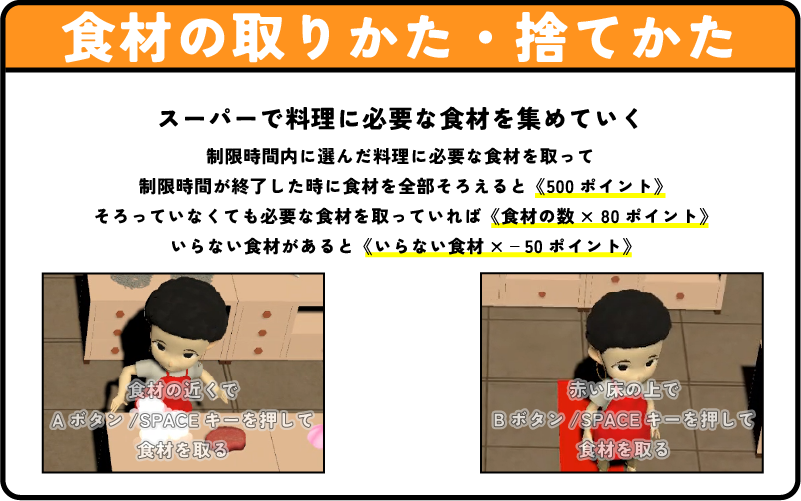 食材の取りかた・捨てかた
スーパーで料理に必要な食材を集めていく
制限時間内に選んだ料理に必要な食材を取って
制限時間が終了した時に食材を全部そろえると《500 ポイント》
そろっていなくても必要な食材を取っていれば《食材の数 × 80 ポイント》
いらない食材があると《いらない食材 × −50 ポイント》
食材の近くで
A ボタン /SPACE キーを押して
食材を取る
赤い床の上で
B ボタン /SPACE キーを押して
食材を取る